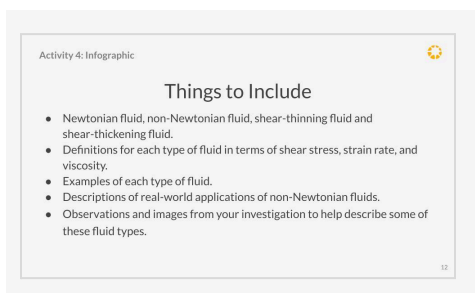 Activity 4: Infographic
Things to Include
● Newtonian fluid, non-Newtonian fluid, shear-thinning fluid and
shear-thickening fluid.
● Definitions for each type of fluid in terms of shear stress, strain rate, and
viscosity.
● Examples of each type of fluid.
● Descriptions of real-world applications of non-Newtonian fluids.
● Observations and images from your investigation to help describe some of
these fluid types.
12